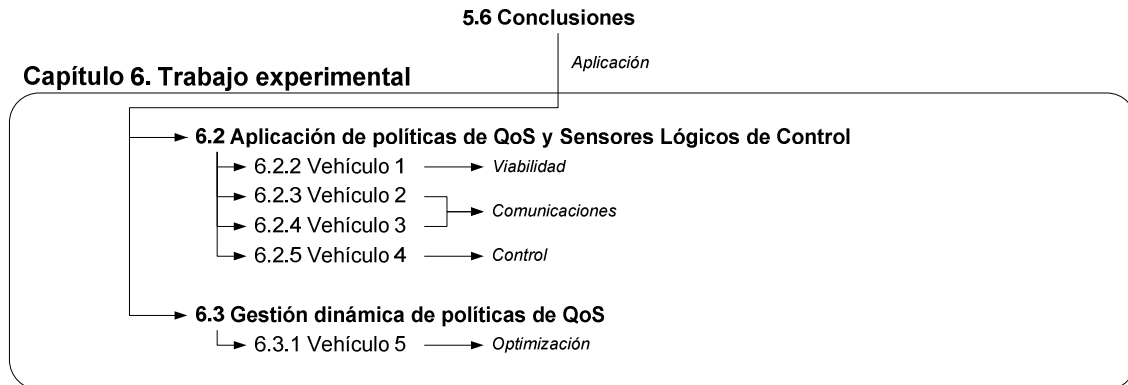 5.6 Conclusiones
Aplicación
Capítulo 6. Trabajo experimental
6.2 Aplicación de políticas de QoS y Sensores Lógicos de Control
6.2.2 Vehículo 1
Viabilidad
6.2.3 Vehículo 2
Comunicaciones
6.2.4 Vehículo 3
6.2.5 Vehículo 4
Control
6.3 Gestión dinámica de políticas de QoS
6.3.1 Vehículo 5
Optimización